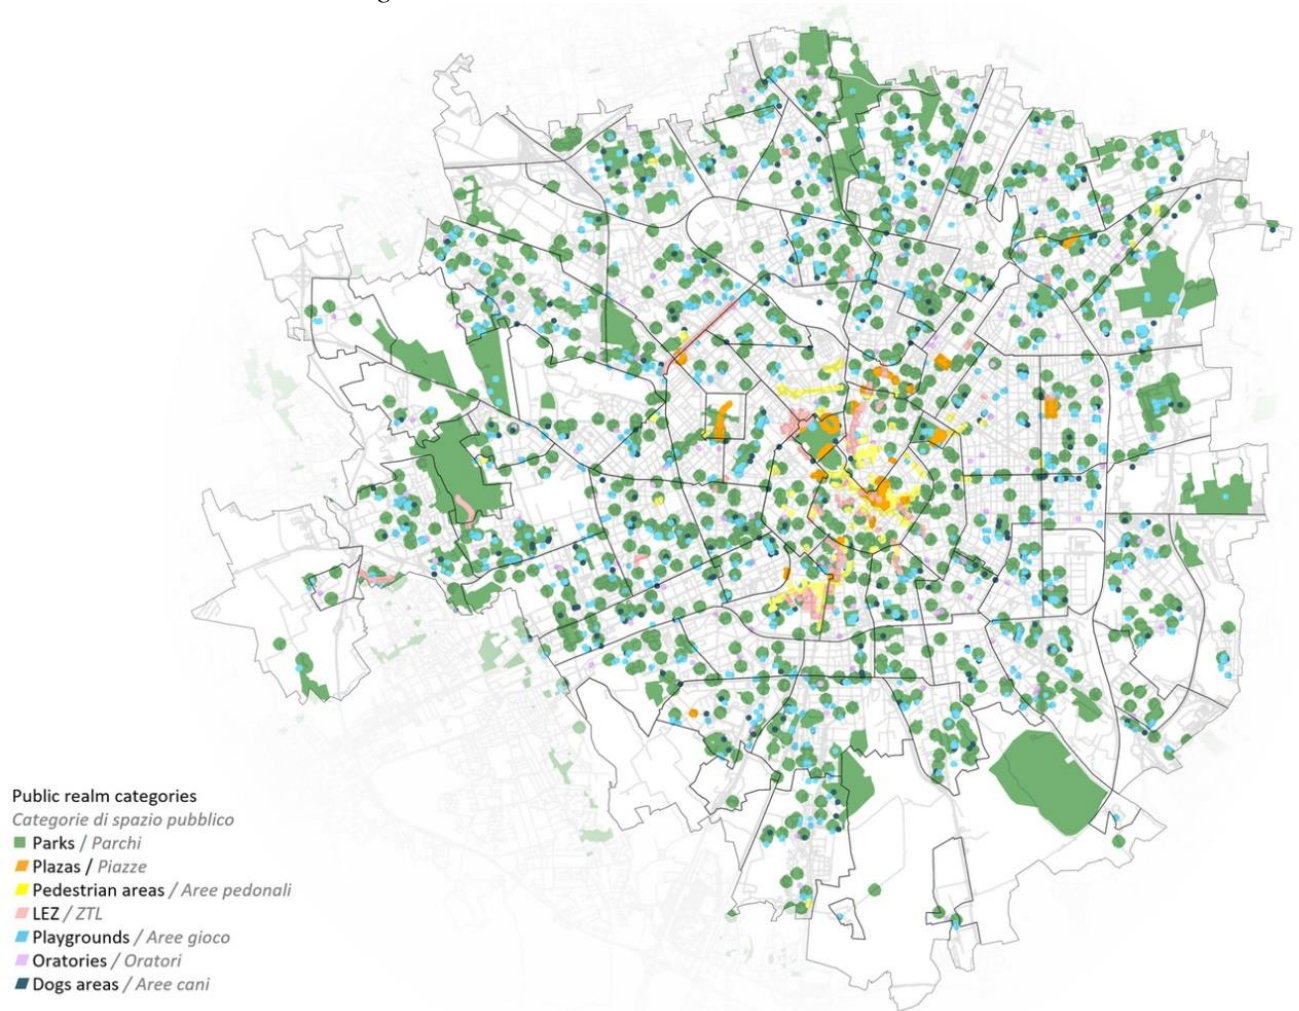 Public realm categories
Categorie di spazio pubblico
Parks / Parchi
Plazas / Piazze
Pedestrian areas / Aree pedonali
LEZ / ZTL
Playgrounds / Aree gioco
Oratories / Oratori
Dogs areas / Aree cani